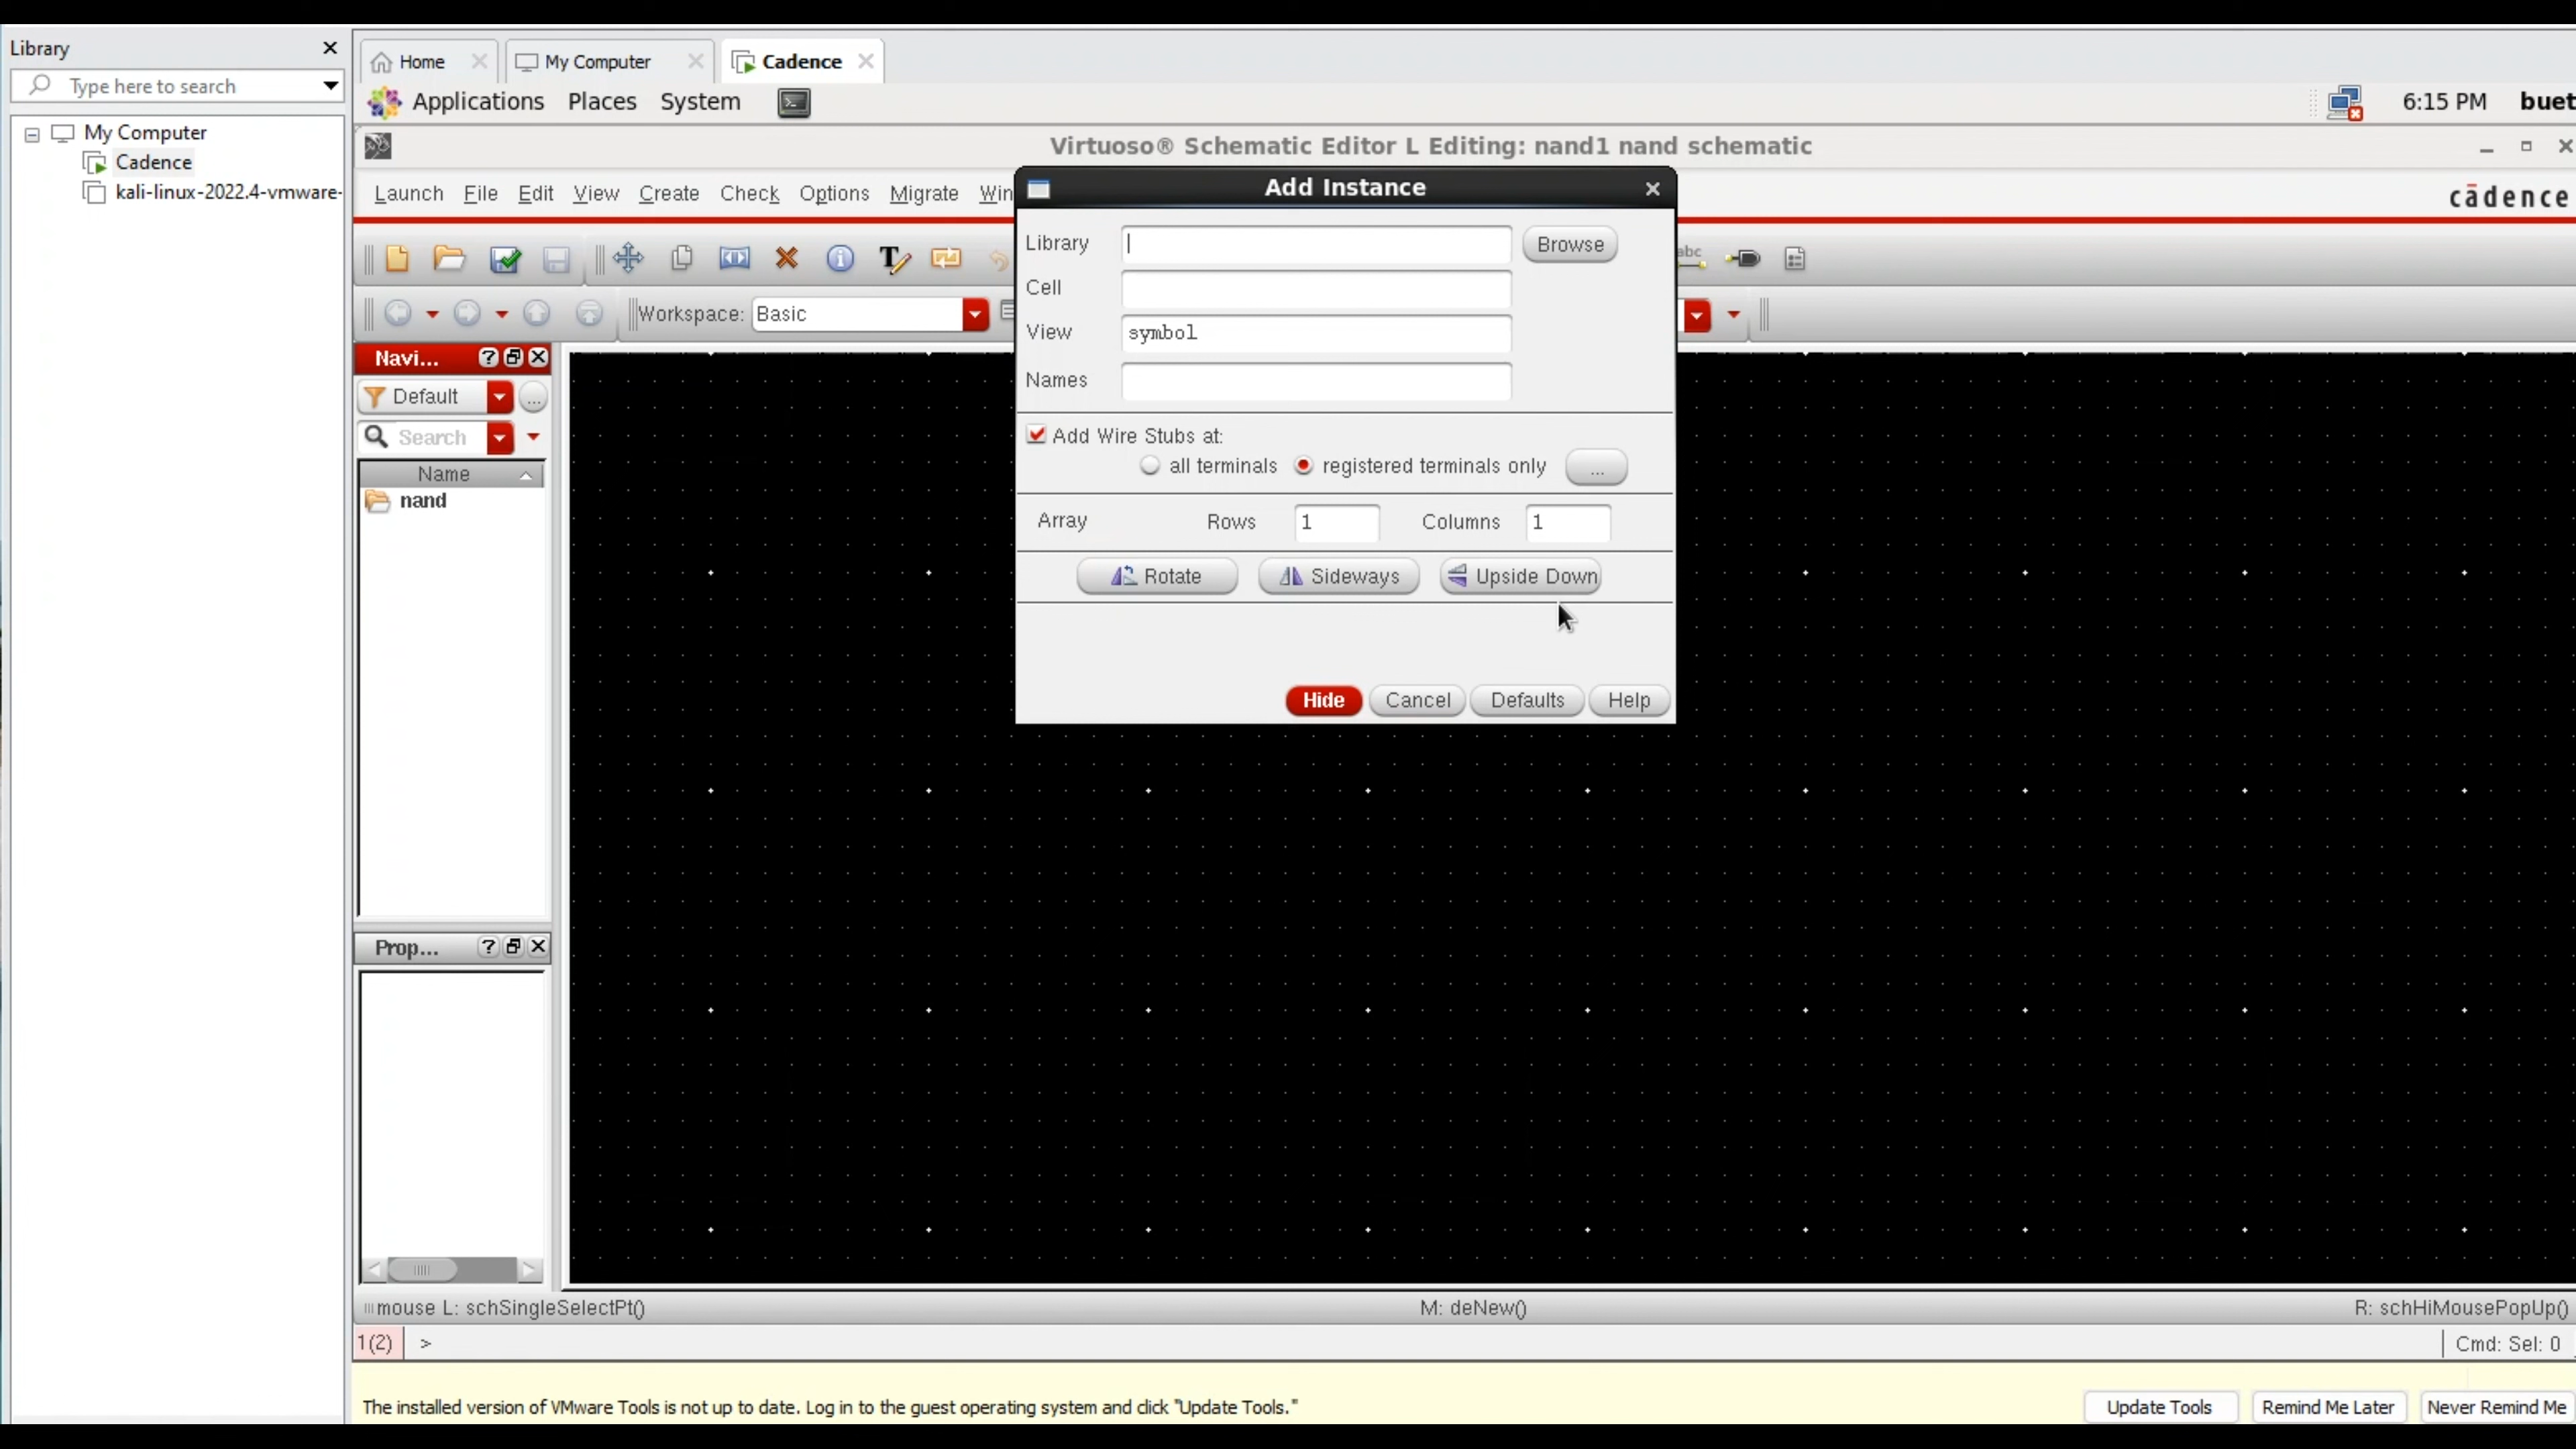 Library
Type here to search
My Computer
Cadence
kali-linux-2022.4-vmware-
Home
My Computer
Cadence
Applications Places System
6:15 PM buet
Virtuoso® Schematic Editor L Editing: nand1 nand schematic
Launch File Edit View Create Check Options Migrate Win
cādence
abc
Workspace: Basic
Navi...
Default
...
Search
Name
nand
Prop...
Add Instance
Library
Browse
Cell
View symbol
Names
Add Wire Stubs at:
all terminals registered terminals only ...
Array Rows 1 Columns 1
Rotate Sideways Upside Down
Hide Cancel Defaults Help
mouse L: schSingleSelectPt() M: deNew() R: schHiMousePopUp()
1(2) > Cmd: Sel: 0
The installed version of VMware Tools is not up to date. Log in to the guest operating system and click "Update Tools."
Update Tools Remind Me Later Never Remind Me